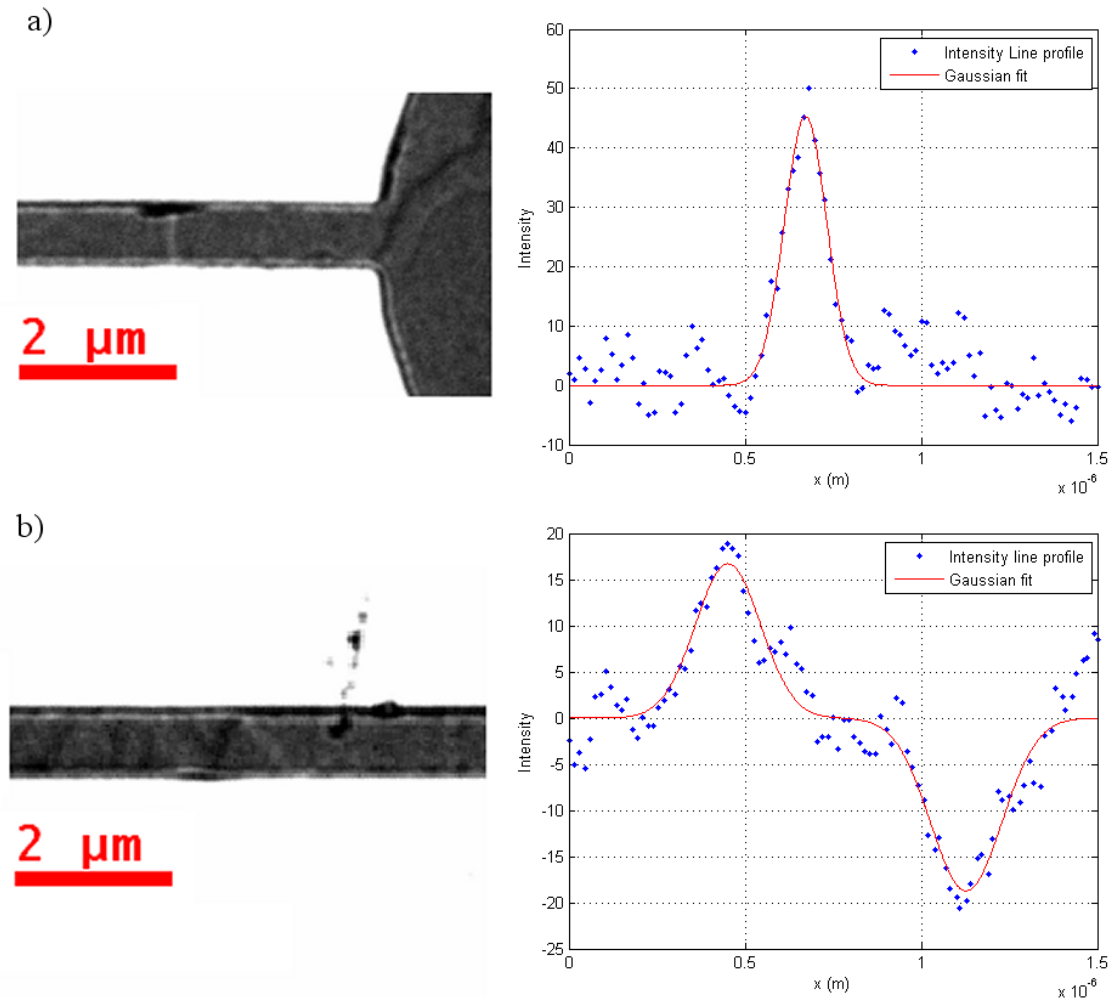 a)
60
50
40
30
20
10
0
-10
Intensity
Intensity Line profile
Gaussian fit
0
0.5
1
1.5
x (m)
x 10⁻⁶
2 μm
b)
20
15
10
5
0
-5
-10
-15
-20
-25
Intensity
Intensity line profile
Gaussian fit
0
0.5
1
1.5
x (m)
x 10⁻⁶
2 μm